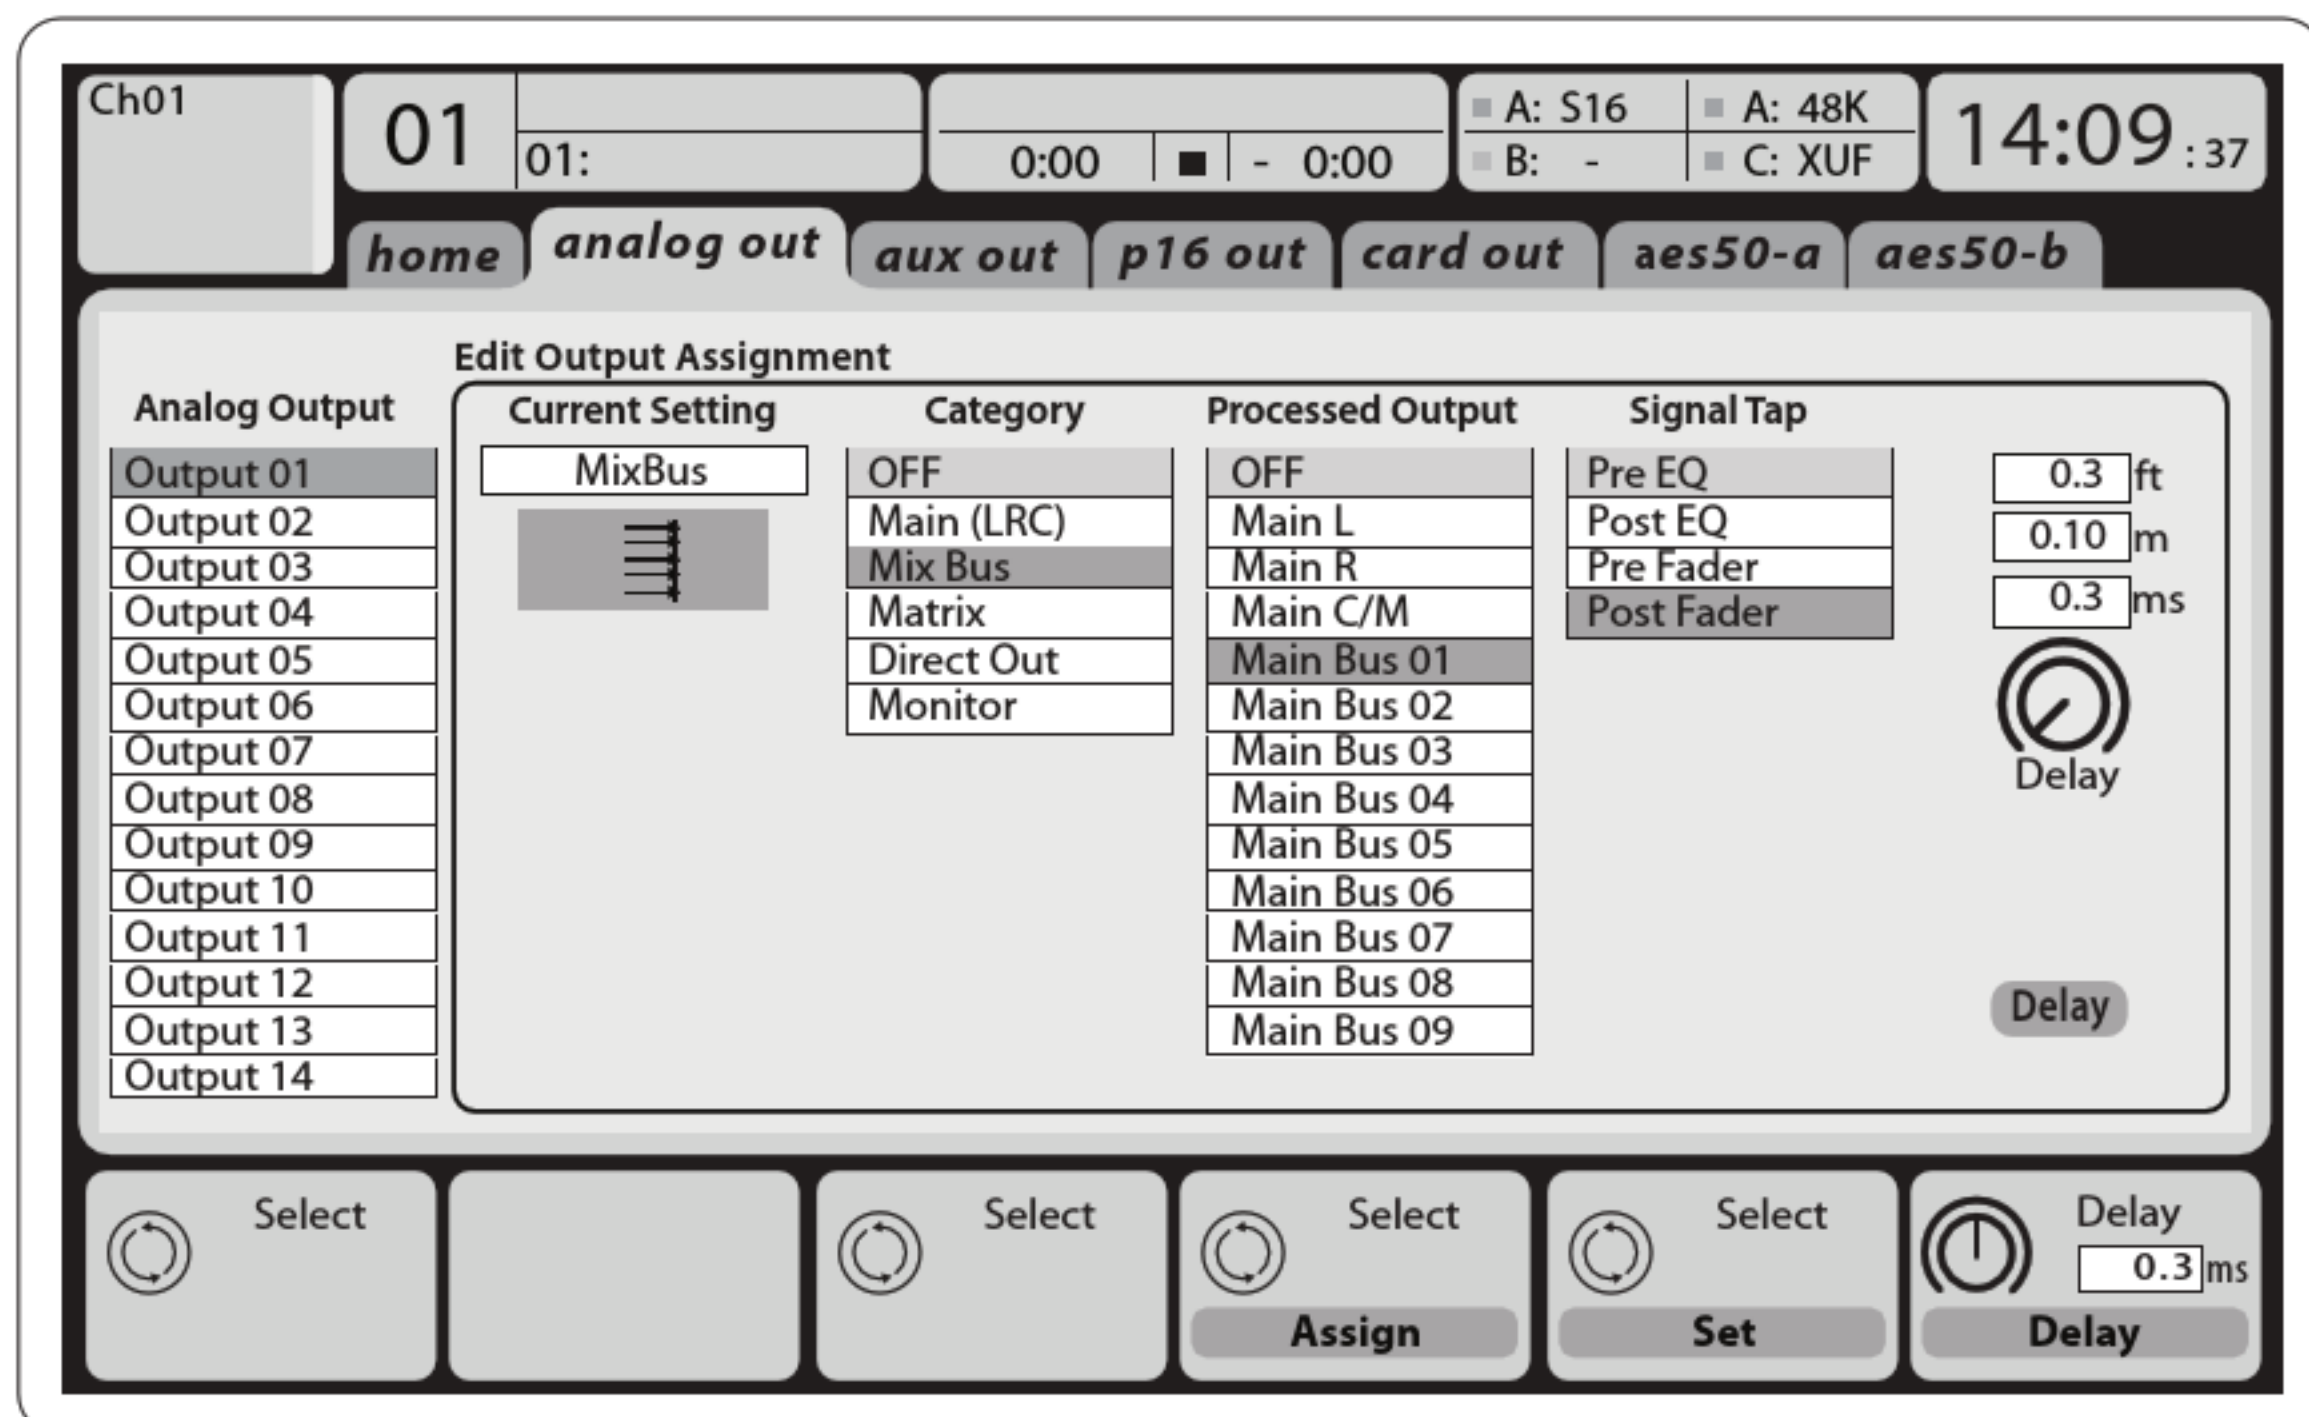 Ch01
01
01:
0:00 - 0:00
A: S16
A: 48K
B: -
C: XUF
14:09 : 37
home
analog out
aux out
p16 out
card out
aes50-a
aes50-b
Edit Output Assignment
Analog Output
Output 01
Output 02
Output 03
Output 04
Output 05
Output 06
Output 07
Output 08
Output 09
Output 10
Output 11
Output 12
Output 13
Output 14
Current Setting
MixBus
Category
OFF
Main (LRC)
Mix Bus
Matrix
Direct Out
Monitor
Processed Output
OFF
Main L
Main R
Main C/M
Main Bus 01
Main Bus 02
Main Bus 03
Main Bus 04
Main Bus 05
Main Bus 06
Main Bus 07
Main Bus 08
Main Bus 09
Signal Tap
Pre EQ
Post EQ
Pre Fader
Post Fader
0.3 ft
0.10 m
0.3 ms
Delay
Delay
Select
Select
Select
Assign
Select
Set
Delay
0.3 ms
Delay